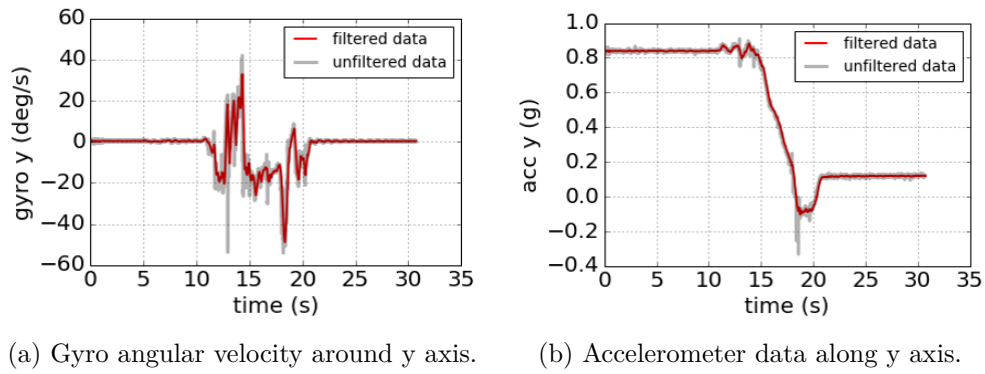 60
40
20
0
−20
−40
−60
0 5 10 15 20 25 30 35
gyro y (deg/s)
time (s)
filtered data
unfiltered data
1.0
0.8
0.6
0.4
0.2
0.0
−0.2
−0.4
0 5 10 15 20 25 30 35
acc y (g)
time (s)
filtered data
unfiltered data
(a) Gyro angular velocity around y axis.
(b) Accelerometer data along y axis.